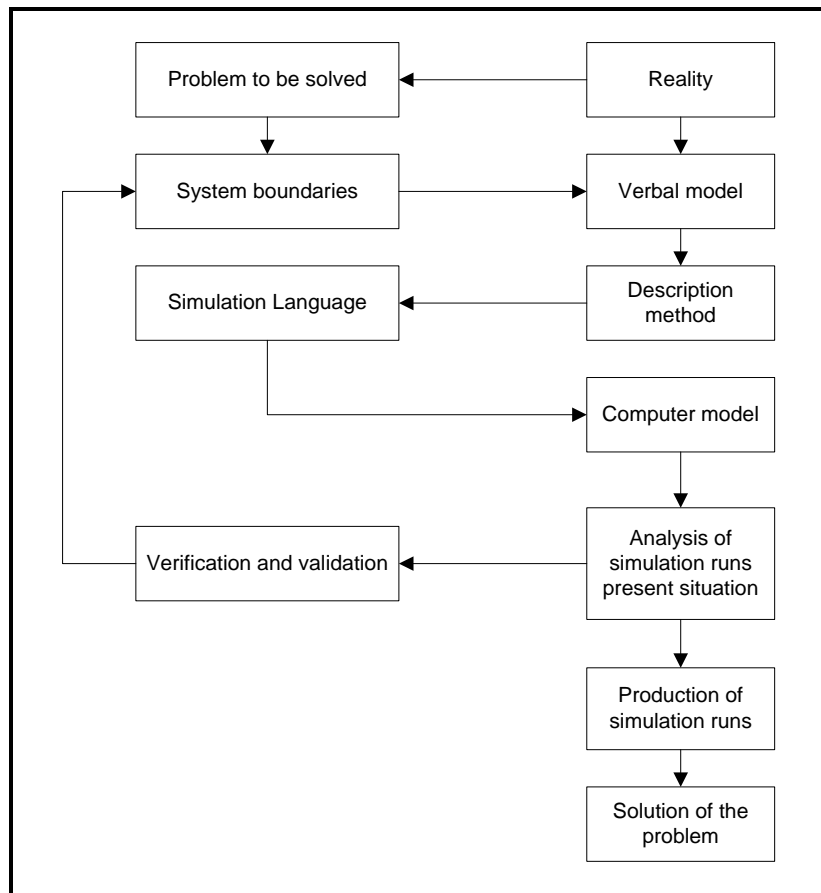 Problem to be solved
Reality
System boundaries
Verbal model
Simulation Language
Description
method
Computer model
Verification and validation
Analysis of
simulation runs
present situation
Production of
simulation runs
Solution of the
problem